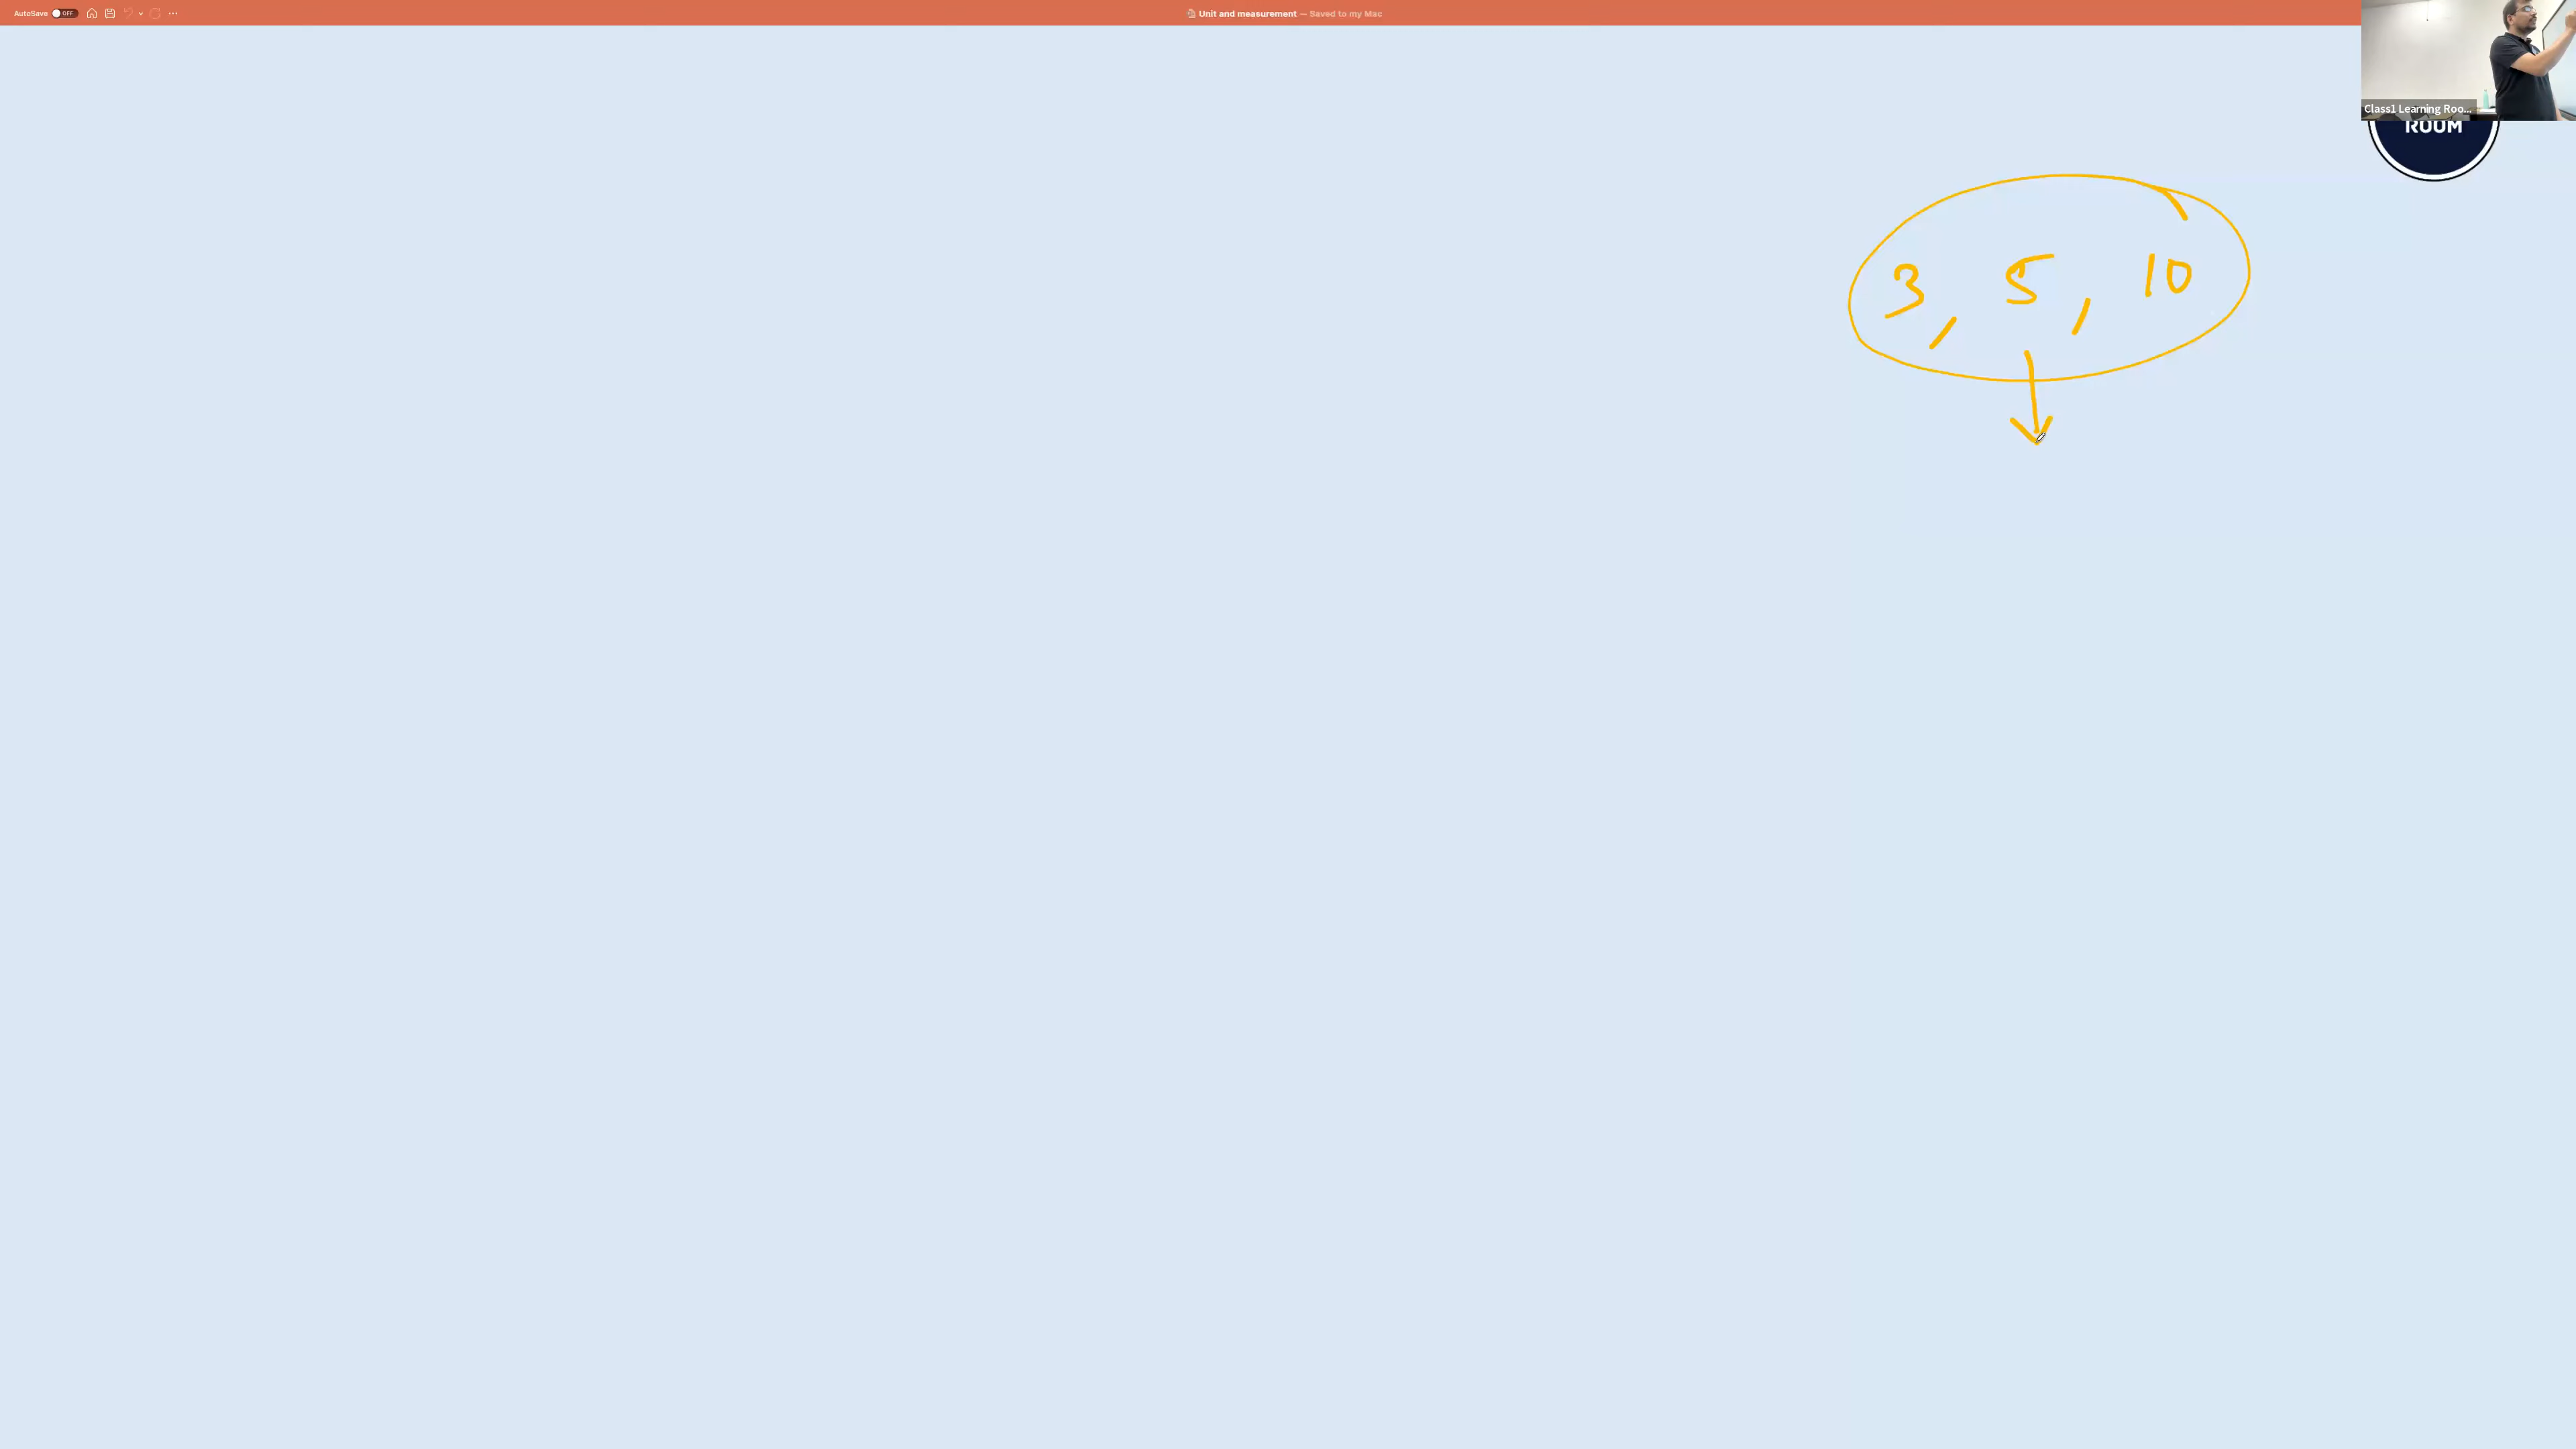 AutoSave OFF
Unit and measurement — Saved to my Mac
Class1 Learning Roo...
ROOM
3, 5, 10